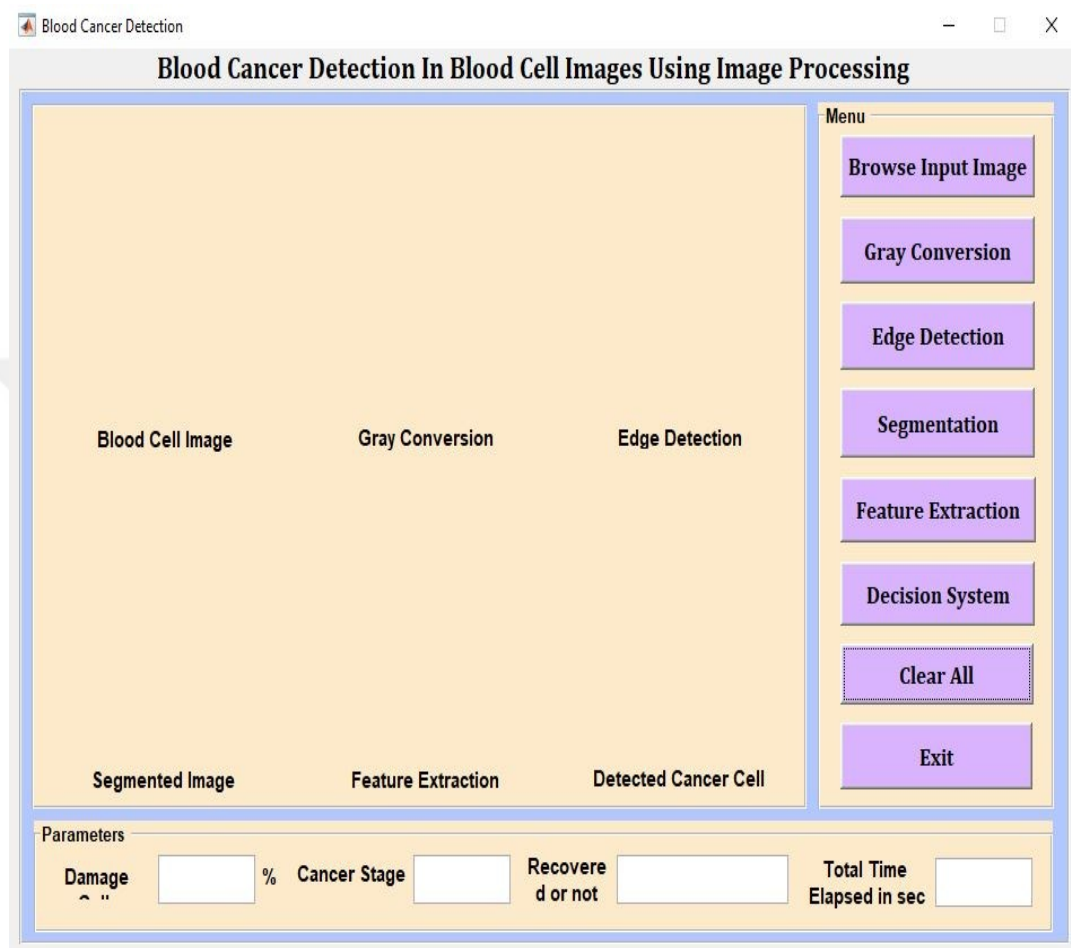 Blood Cancer Detection
Blood Cancer Detection In Blood Cell Images Using Image Processing
Menu
Browse Input Image
Gray Conversion
Edge Detection
Segmentation
Feature Extraction
Decision System
Clear All
Exit
Blood Cell Image
Gray Conversion
Edge Detection
Segmented Image
Feature Extraction
Detected Cancer Cell
Parameters
Damage
%
Cancer Stage
Recovere
d or not
Total Time
Elapsed in sec